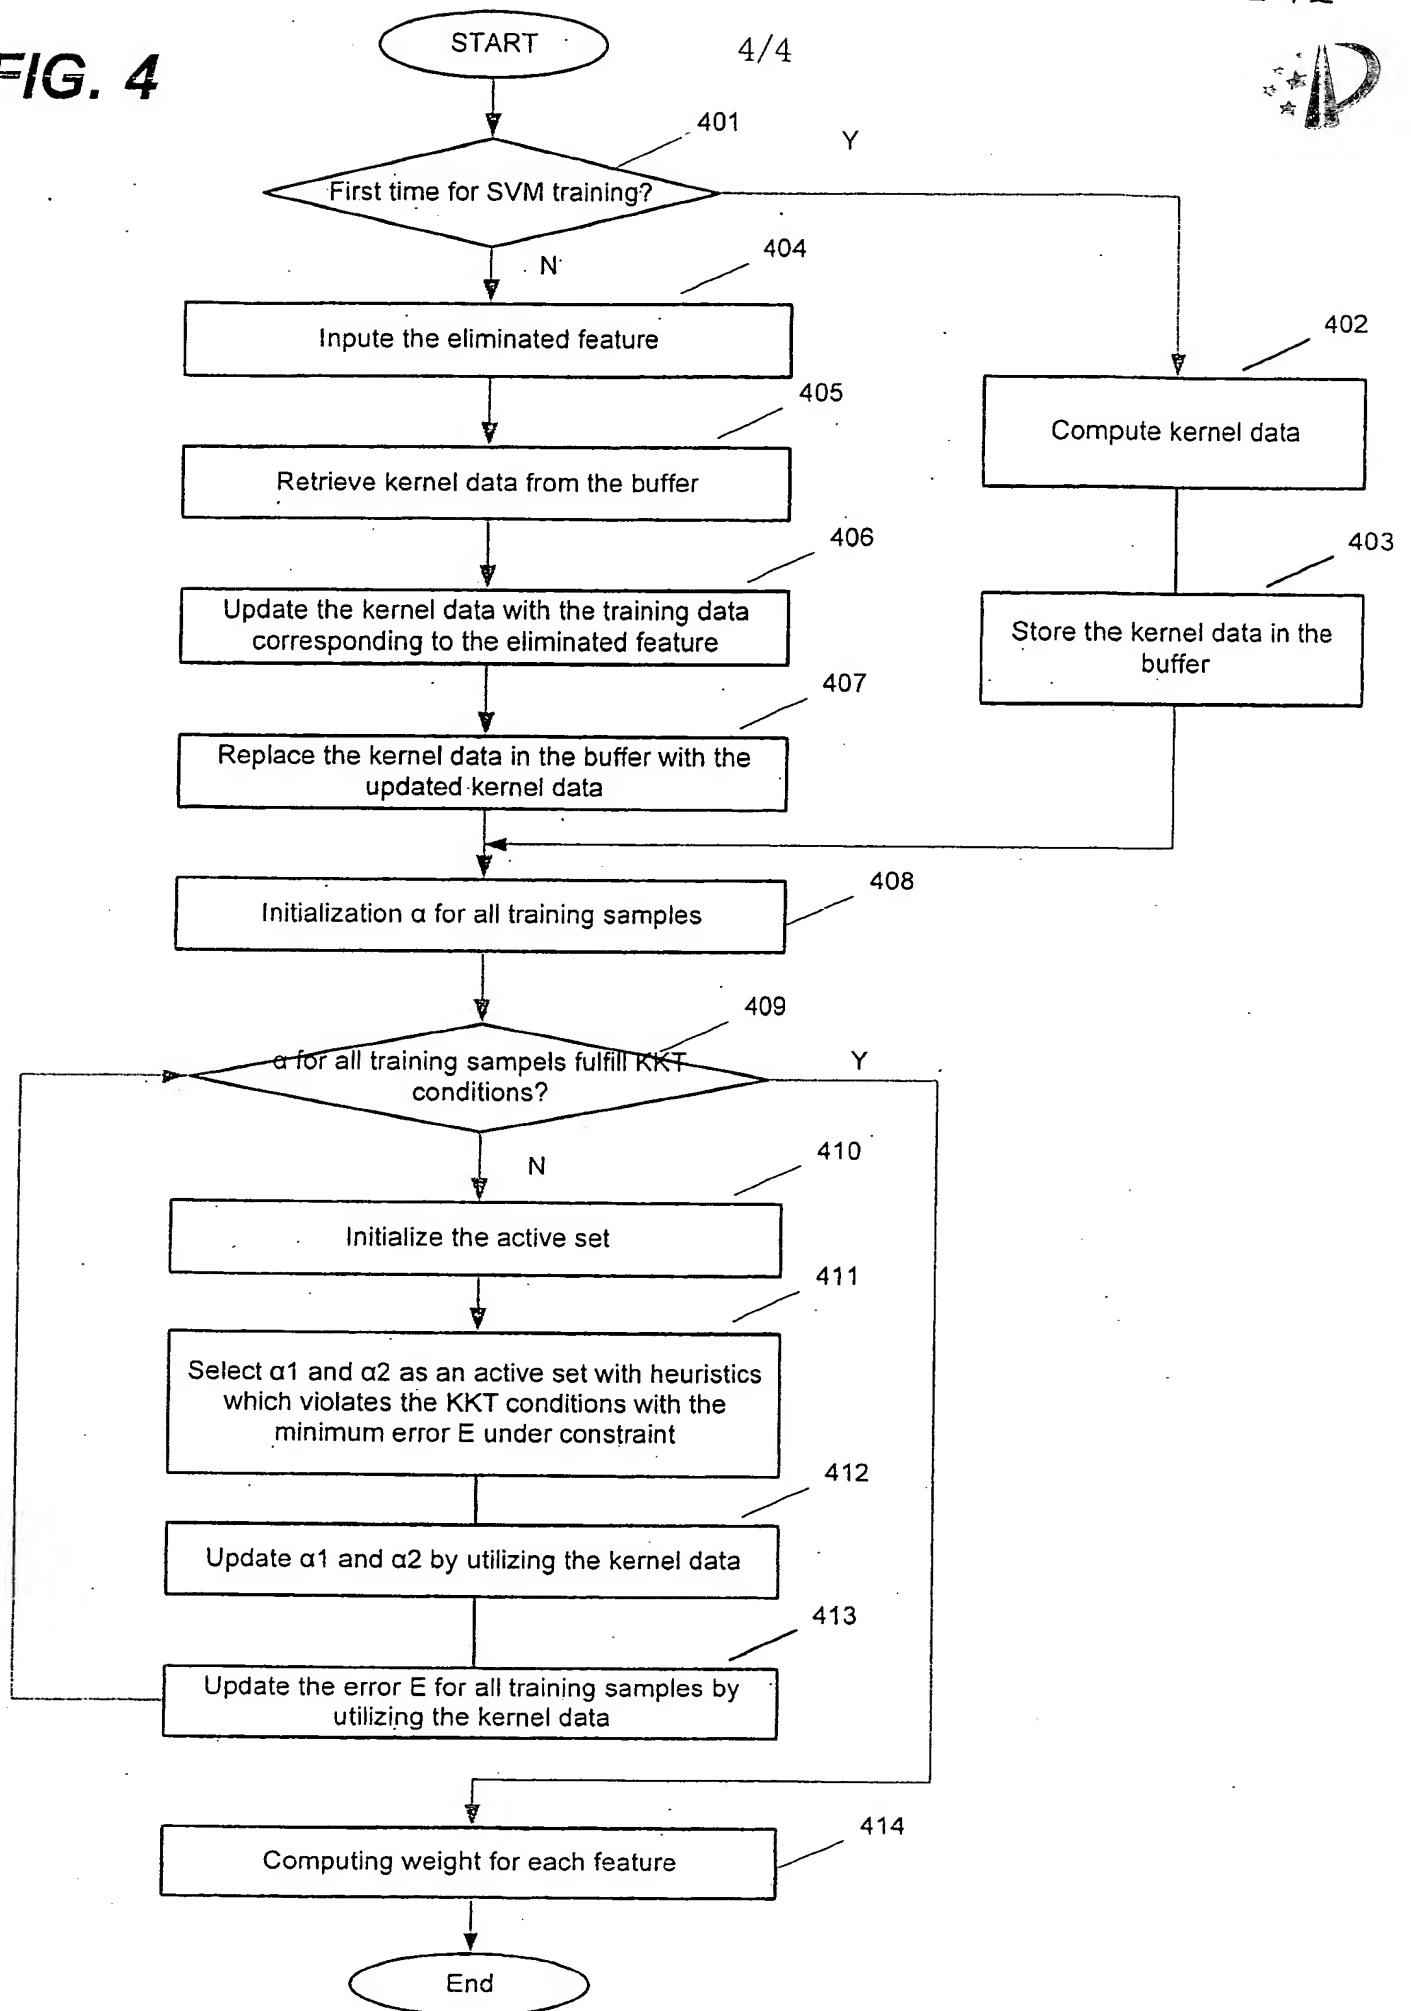 FIG. 4
START
4/4
401
Y
First time for SVM training?
404
N
402
Inpute the eliminated feature
405
Compute kernel data
Retrieve kernel data from the buffer
406
403
Update the kernel data with the training data
corresponding to the eliminated feature
Store the kernel data in the
buffer
407
Replace the kernel data in the buffer with the
updated kernel data
408
Initialization α for all training samples
409
α for all training sampels fulfill KKT
conditions?
Y
410
N
Initialize the active set
411
Select α1 and α2 as an active set with heuristics
which violates the KKT conditions with the
minimum error E under constraint
412
Update α1 and α2 by utilizing the kernel data
413
Update the error E for all training samples by
utilizing the kernel data
414
Computing weight for each feature
End